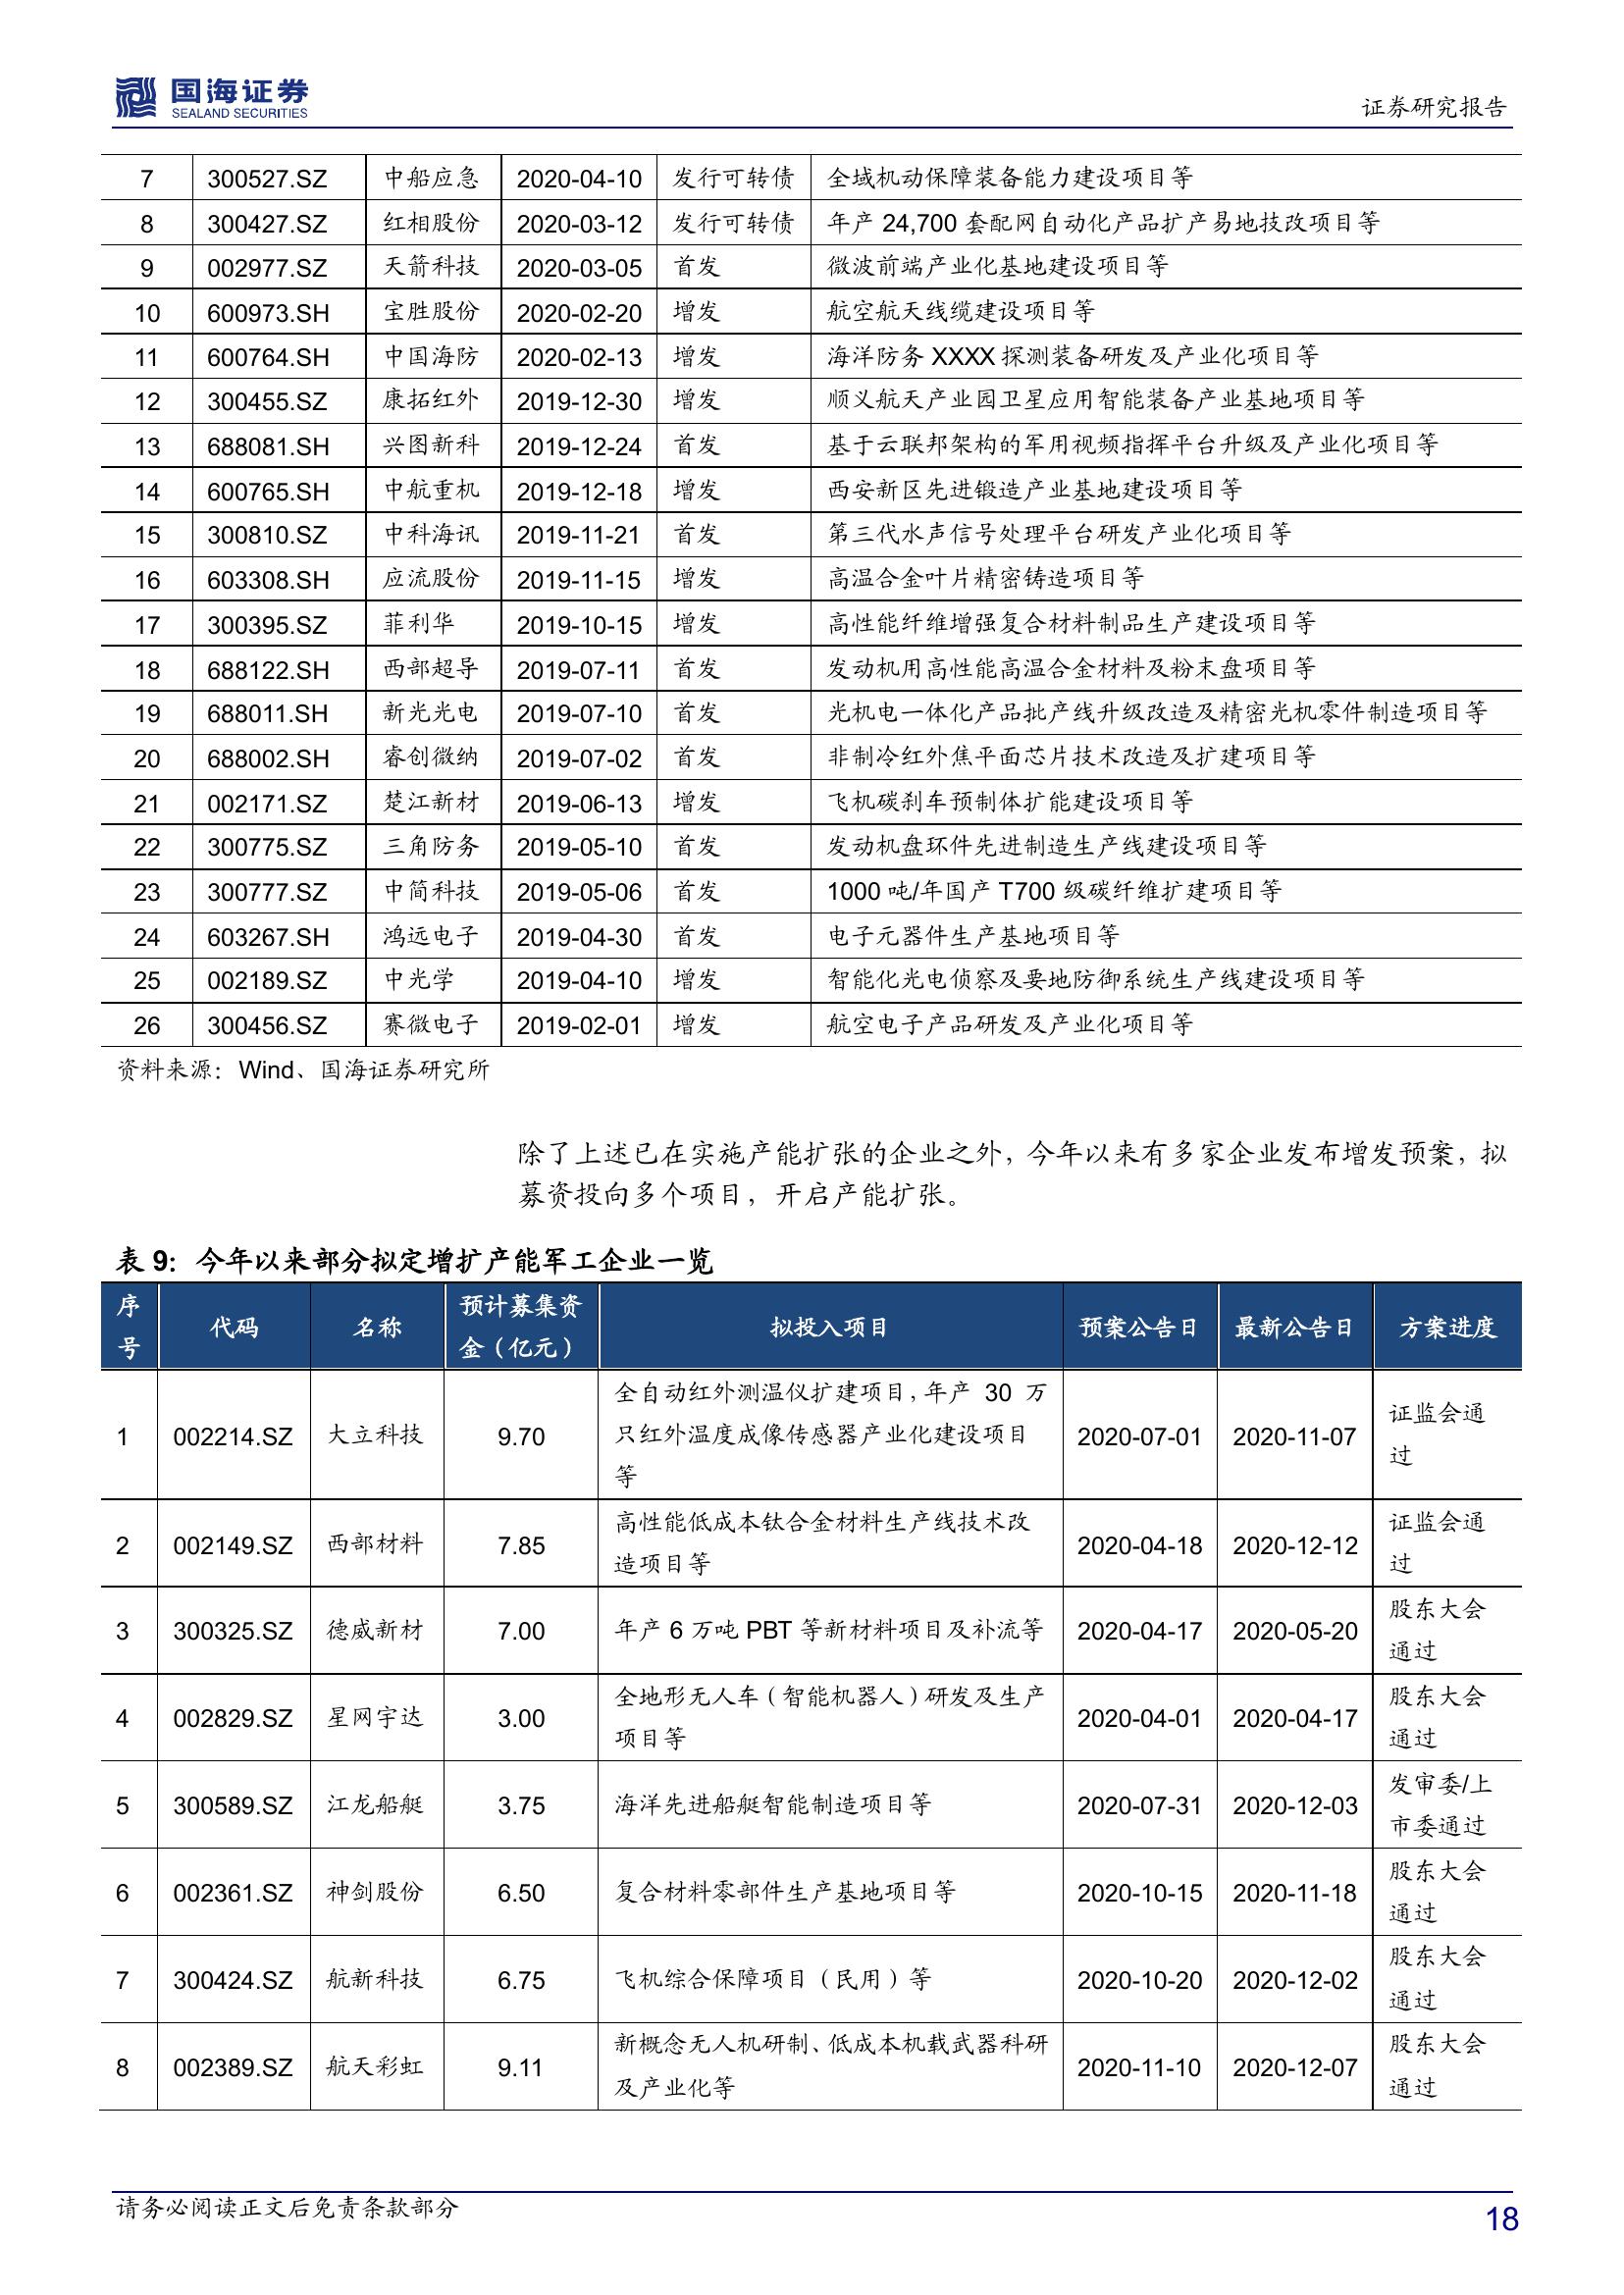 国海证券
SEALAND SECURITIES
证券研究报告
7 300527.SZ 中船应急 2020-04-10 发行可转债 全域机动保障装备能力建设项目等
8 300427.SZ 红相股份 2020-03-12 发行可转债 年产 24,700 套配网自动化产品扩产易地技改项目等
9 002977.SZ 天箭科技 2020-03-05 首发 微波前端产业化基地建设项目等
10 600973.SH 宝胜股份 2020-02-20 增发 航空航天线缆建设项目等
11 600764.SH 中国海防 2020-02-13 增发 海洋防务 XXXX 探测装备研发及产业化项目等
12 300455.SZ 康拓红外 2019-12-30 增发 顺义航天产业园卫星应用智能装备产业基地项目等
13 688081.SH 兴图新科 2019-12-24 首发 基于云联邦架构的军用视频指挥平台升级及产业化项目等
14 600765.SH 中航重机 2019-12-18 增发 西安新区先进锻造产业基地建设项目等
15 300810.SZ 中科海讯 2019-11-21 首发 第三代水声信号处理平台研发产业化项目等
16 603308.SH 应流股份 2019-11-15 增发 高温合金叶片精密铸造项目等
17 300395.SZ 菲利华 2019-10-15 增发 高性能纤维增强复合材料制品生产建设项目等
18 688122.SH 西部超导 2019-07-11 首发 发动机用高性能高温合金材料及粉末盘项目等
19 688011.SH 新光光电 2019-07-10 首发 光机电一体化产品批产线升级改造及精密光机零件制造项目等
20 688002.SH 睿创微纳 2019-07-02 首发 非制冷红外焦平面芯片技术改造及扩建项目等
21 002171.SZ 楚江新材 2019-06-13 增发 飞机碳刹车预制体扩能建设项目等
22 300775.SZ 三角防务 2019-05-10 首发 发动机盘环件先进制造生产线建设项目等
23 300777.SZ 中简科技 2019-05-06 首发 1000 吨/年国产 T700 级碳纤维扩建项目等
24 603267.SH 鸿远电子 2019-04-30 首发 电子元器件生产基地项目等
25 002189.SZ 中光学 2019-04-10 增发 智能化光电侦察及要地防御系统生产线建设项目等
26 300456.SZ 赛微电子 2019-02-01 增发 航空电子产品研发及产业化项目等
资料来源：Wind、国海证券研究所
除了上述已在实施产能扩张的企业之外，今年以来有多家企业发布增发预案，拟
募资投向多个项目，开启产能扩张。
表 9：今年以来部分拟定增扩产能军工企业一览
序 预计募集资
代码 名称 拟投入项目 预案公告日 最新公告日 方案进度
号 金（亿元）
全自动红外测温仪扩建项目，年产 30 万
证监会通
1 002214.SZ 大立科技 9.70 只红外温度成像传感器产业化建设项目 2020-07-01 2020-11-07
过
等
高性能低成本钛合金材料生产线技术改 证监会通
2 002149.SZ 西部材料 7.85 2020-04-18 2020-12-12
造项目等 过
股东大会
3 300325.SZ 德威新材 7.00 年产 6 万吨 PBT 等新材料项目及补流等 2020-04-17 2020-05-20
通过
全地形无人车（智能机器人）研发及生产 股东大会
4 002829.SZ 星网宇达 3.00 2020-04-01 2020-04-17
项目等 通过
发审委/上
5 300589.SZ 江龙船艇 3.75 海洋先进船艇智能制造项目等 2020-07-31 2020-12-03
市委通过
股东大会
6 002361.SZ 神剑股份 6.50 复合材料零部件生产基地项目等 2020-10-15 2020-11-18
通过
股东大会
7 300424.SZ 航新科技 6.75 飞机综合保障项目（民用）等 2020-10-20 2020-12-02
通过
新概念无人机研制、低成本机载武器科研 股东大会
8 002389.SZ 航天彩虹 9.11 2020-11-10 2020-12-07
及产业化等 通过
请务必阅读正文后免责条款部分
18